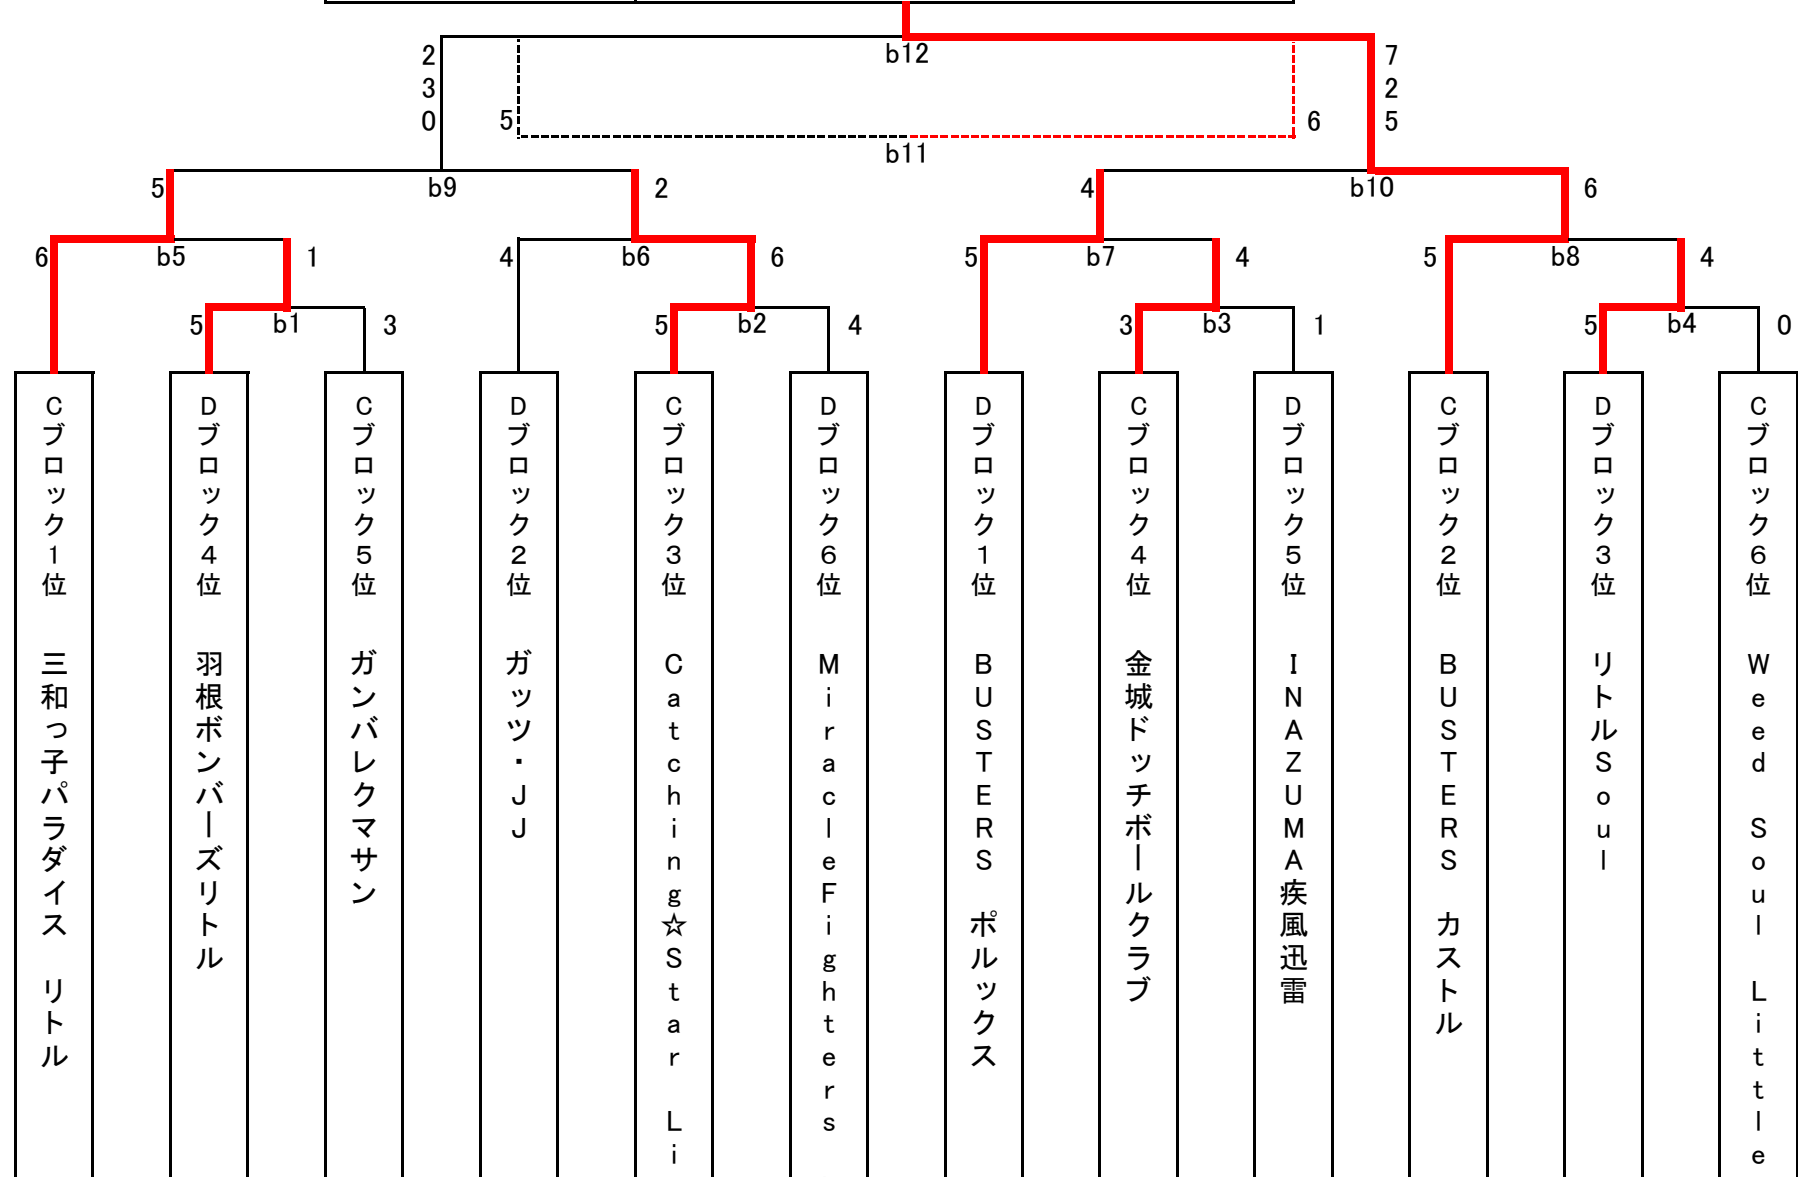 b12
2
3
0
7
2
5
5
6
b11
5
b9
2
4
b10
6
6
b5
1
4
b6
6
5
b7
4
5
b8
4
5
b1
3
5
b2
4
3
b3
1
5
b4
0
Cブロック1位 三和っ子パラダイス リトル
Dブロック4位 羽根ボンバーズリトル
Cブロック5位 ガンバレクマサン
Dブロック2位 ガッツ・JJ
Cブロック3位 Catching☆Star Li
Dブロック6位 MiracleFighters
Dブロック1位 BUSTERS ポルックス
Cブロック4位 金城ドッチボールクラブ
Dブロック5位 INAZUMA疾風迅雷
Cブロック2位 BUSTERS カストル
Dブロック3位 リトルSoul
Cブロック6位 Weed Soul Little